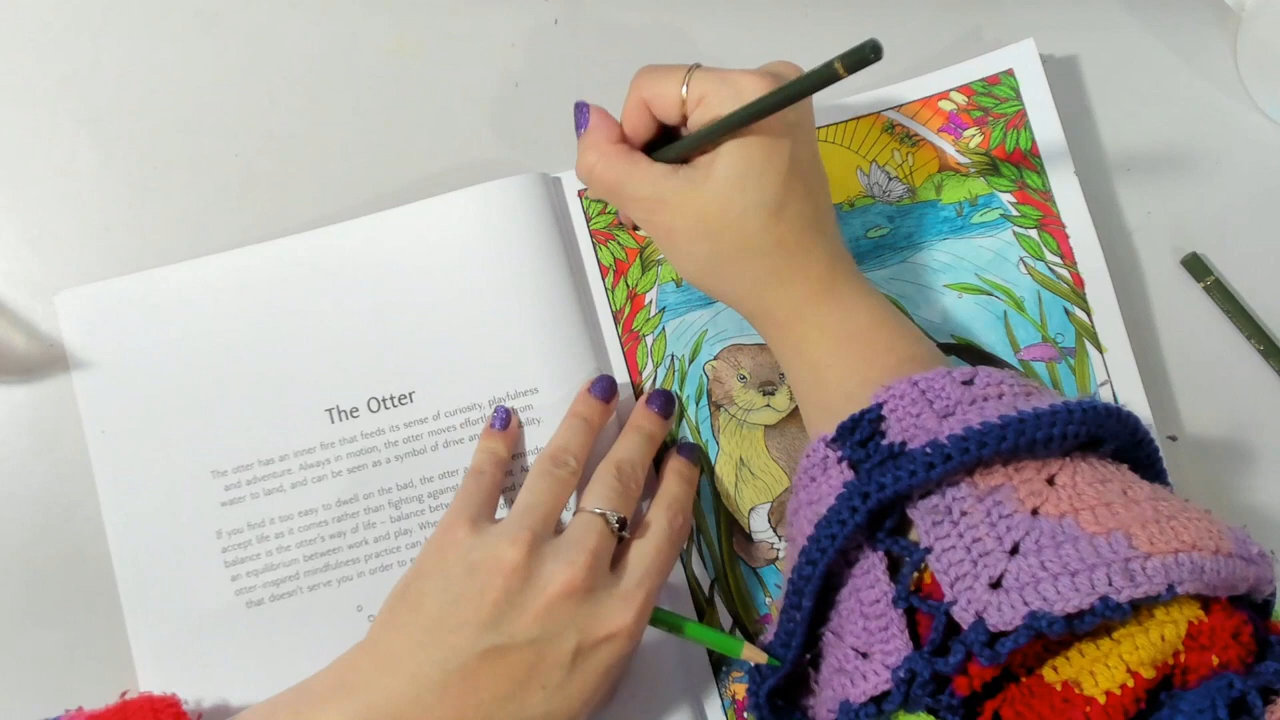 The Otter
The otter has an inner fire that feeds its sense of curiosity, playfulness
and adventure. Always in motion, the otter moves effortlessly from
water to land, and can be seen as a symbol of drive and
If you find it too easy to dwell on the bad, the otter
accept life as it comes rather than fighting against
balance is the otter's way of life – balance
an equilibrium between work and play.
otter-inspired mindfulness practice can
that doesn't serve you in order to